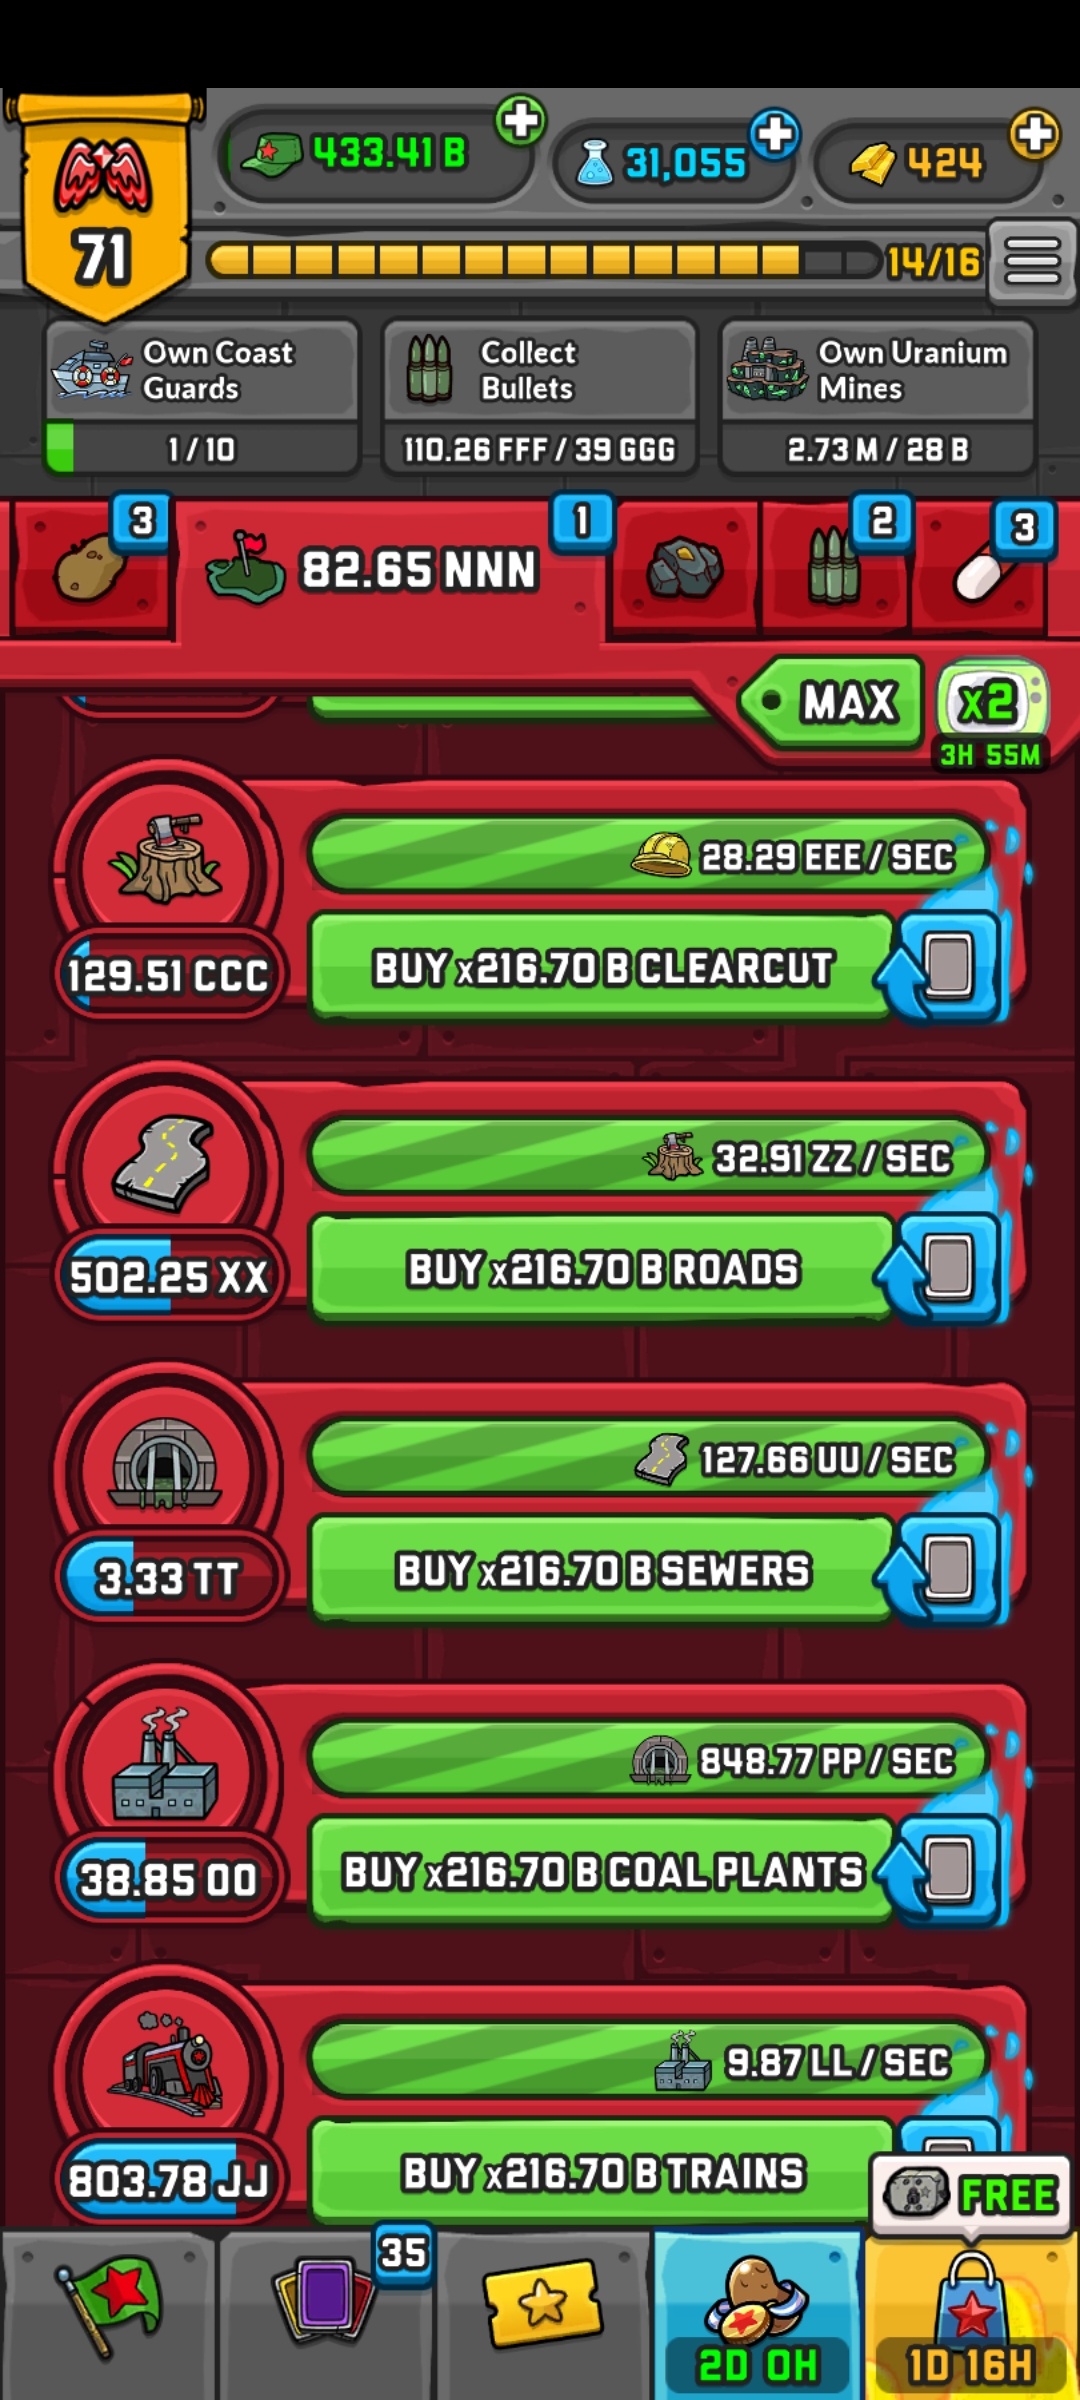 433.41 B
31,055
424
71
14/16
Own Coast
Guards
1 / 10
Collect
Bullets
110.26 FFF / 39 GGG
Own Uranium
Mines
2.73 M / 28 B
3
82.65 NNN
1
2
3
MAX
x2
3H 55M
28.29 EEE / SEC
129.51 CCC
BUY x216.70 B CLEARCUT
32.91 ZZ / SEC
502.25 XX
BUY x216.70 B ROADS
127.66 UU / SEC
3.33 TT
BUY x216.70 B SEWERS
848.77 PP / SEC
38.85 OO
BUY x216.70 B COAL PLANTS
9.87 LL / SEC
803.78 JJ
BUY x216.70 B TRAINS
FREE
35
2D 0H
1D 16H